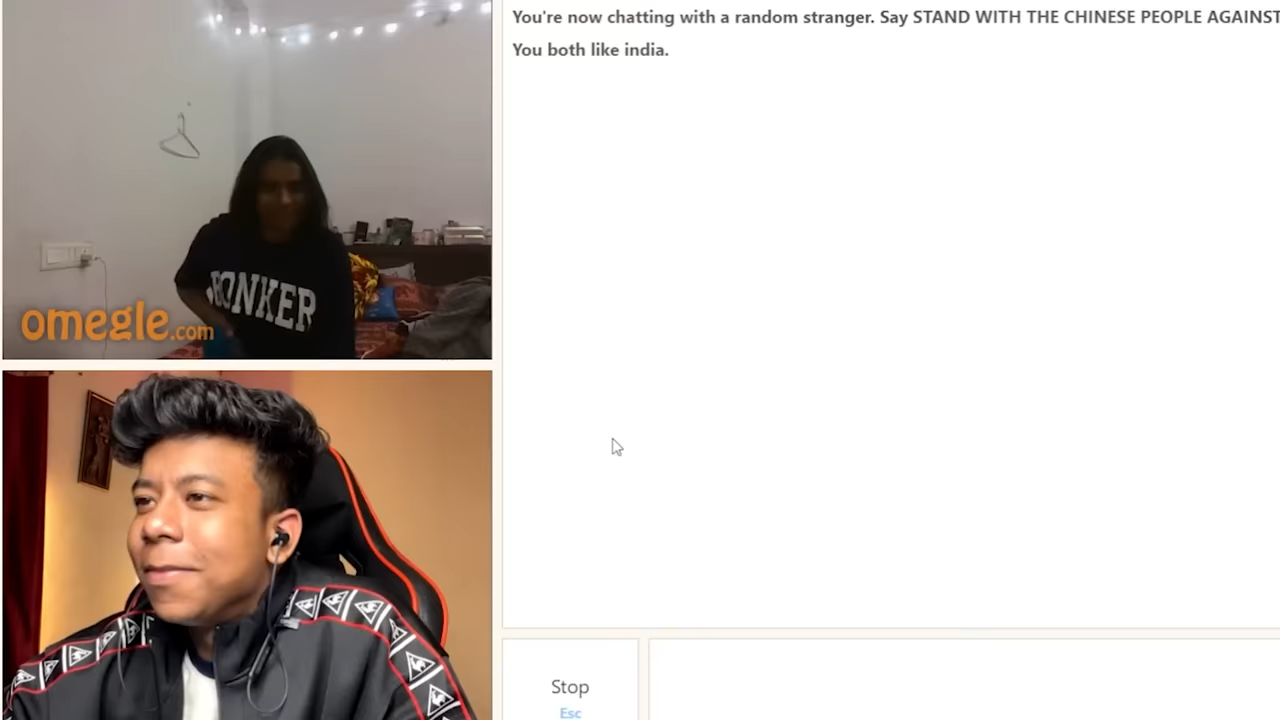 You're now chatting with a random stranger. Say STAND WITH THE CHINESE PEOPLE AGAINST
You both like india.
BONKER
omegle.com
Stop
Esc